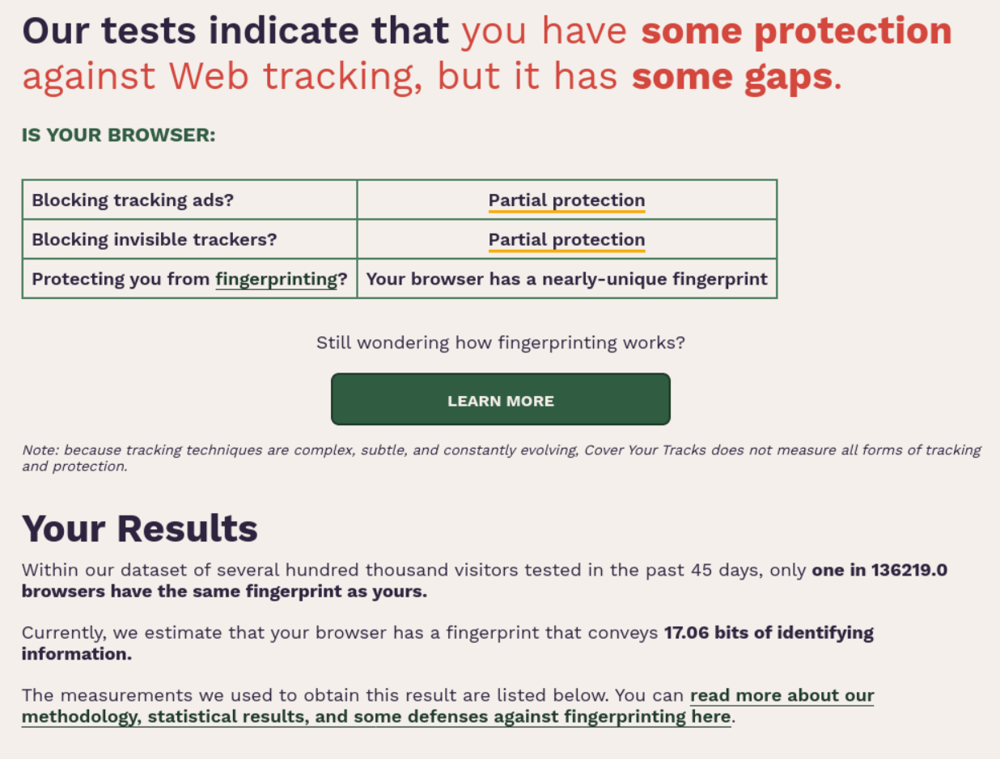 Our tests indicate that you have some protection
against Web tracking, but it has some gaps.
IS YOUR BROWSER:
Blocking tracking ads? Partial protection
Blocking invisible trackers? Partial protection
Protecting you from fingerprinting? Your browser has a nearly-unique fingerprint
Still wondering how fingerprinting works?
LEARN MORE
Note: because tracking techniques are complex, subtle, and constantly evolving, Cover Your Tracks does not measure all forms of tracking
and protection.
Your Results
Within our dataset of several hundred thousand visitors tested in the past 45 days, only one in 136219.0
browsers have the same fingerprint as yours.
Currently, we estimate that your browser has a fingerprint that conveys 17.06 bits of identifying
information.
The measurements we used to obtain this result are listed below. You can read more about our
methodology, statistical results, and some defenses against fingerprinting here.